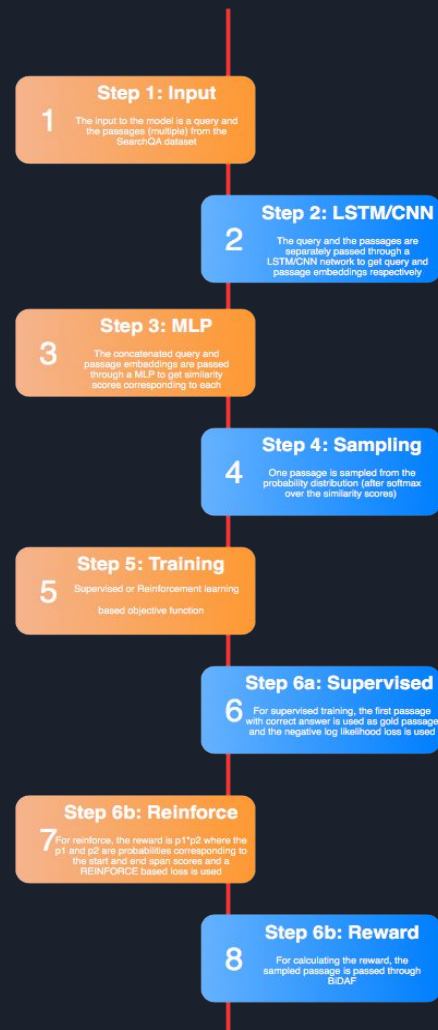 Step 1: Input
1
The input to the model is a query and
the passages (multiple) from the
SearchQA dataset
Step 2: LSTM/CNN
2
The query and the passages are
separately passed through a
LSTM/CNN network to get query and
passage embeddings respectively
Step 3: MLP
3
The concatenated query and
passage embeddings are passed
through a MLP to get similarity
scores corresponding to each
Step 4: Sampling
4
One passage is sampled from the
probability distribution (after softmax
over the similarity scores)
Step 5: Training
5
Supervised or Reinforcement learning
based objective function
Step 6a: Supervised
6
For supervised training, the first passage
with correct answer is used as gold passage
and the negative log likelihood loss is used
Step 6b: Reinforce
7
For reinforce, the reward is p1*p2 where the
p1 and p2 are probabilities corresponding to
the start and end span scores and a
REINFORCE based loss is used
Step 6b: Reward
8
For calculating the reward, the
sampled passage is passed through
BiDAF